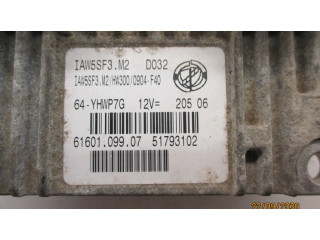 IAW5SF3.M2 D032
IAW5SF3.M2/HW300/0904-F40
64-YHWP7G 12V= 205 06
61601.099.07 51793102